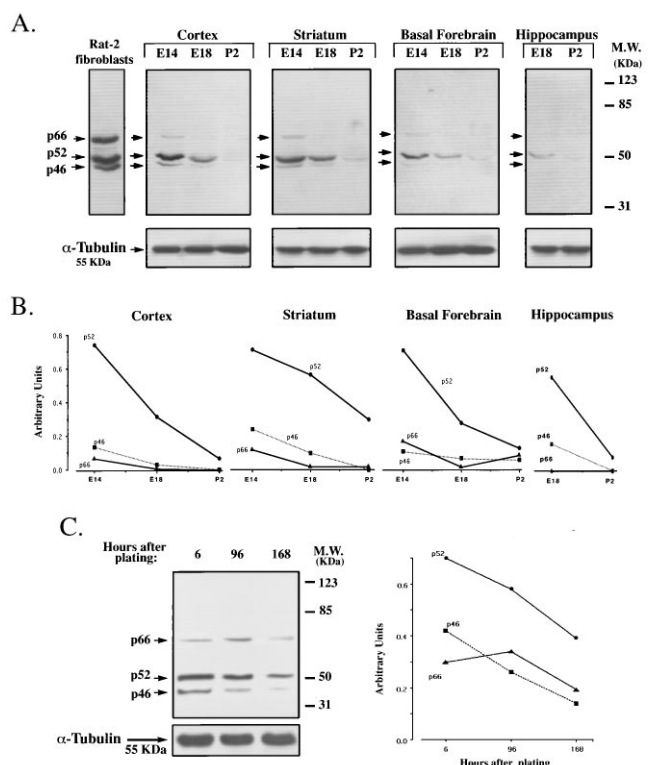 A.
Cortex Striatum Basal Forebrain Hippocampus
Rat-2 fibroblasts
E14 E18 P2 E14 E18 P2 E14 E18 P2 E18 P2
M.W. (KDa)
123
85
p66
p52
50
p46
31
α-Tubulin
55 KDa
B.
Cortex Striatum Basal Forebrain Hippocampus
Arbitrary Units
0.8
0.6
0.4
0.2
0.0
p52
p46
p66
E14 E18 P2
p52
p46
p66
E14 E18 P2
p52
p66
p46
E14 E18 P2
p52
p46
p66
E18 P2
C.
Hours after plating: 6 96 168
M.W. (KDa)
123
85
p66
p52
50
p46
31
α-Tubulin
55 KDa
Arbitrary Units
0.6
0.4
0.2
0.0
p52
p46
p66
6 96 168
Hours after plating